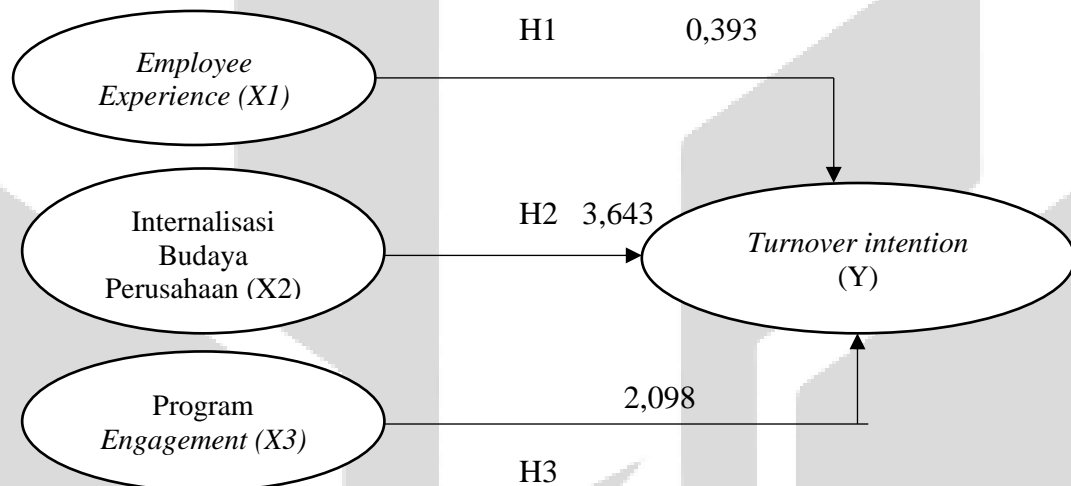 H1 0,393
Employee
Experience (X1)
Internalisasi
Budaya
Perusahaan (X2)
H2 3,643
Turnover intention
(Y)
Program
Engagement (X3)
2,098
H3